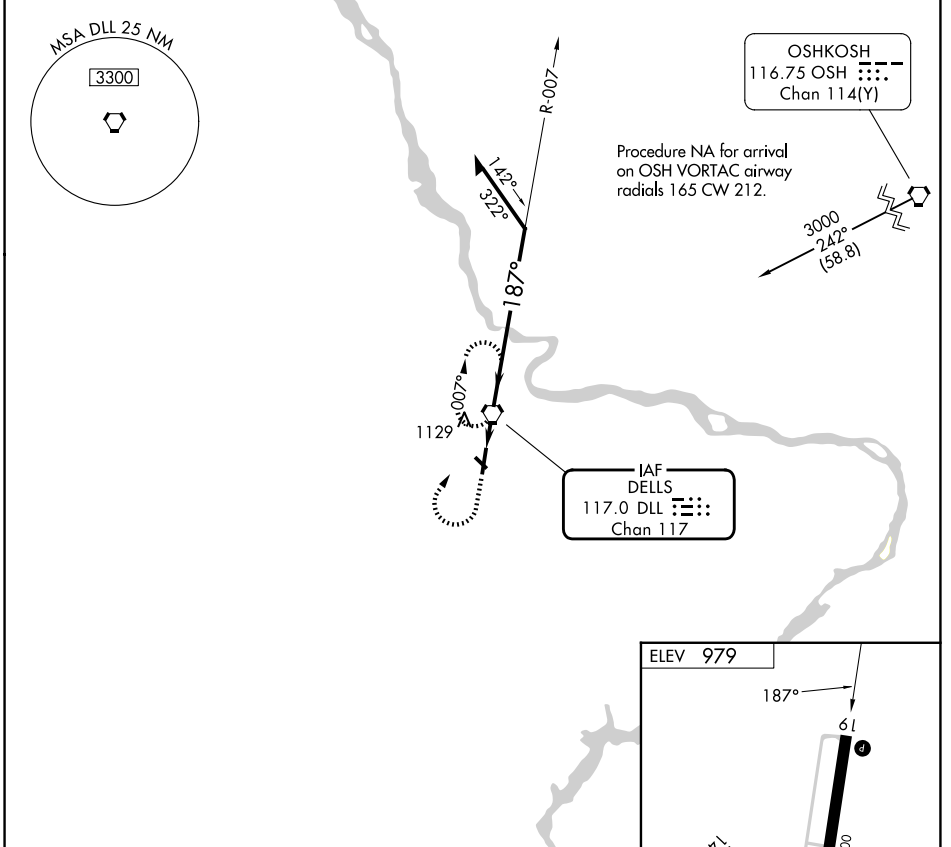 MSA DLL 25 NM
3300
R-007
OSHKOSH
116.75 OSH
Chan 114(Y)
Procedure NA for arrival
on OSH VORTAC airway
radials 165 CW 212.
142°
322°
3000
242°
(58.8)
187°
007°
1129
IAF
DELLS
117.0 DLL
Chan 117
ELEV 979
187°
19
P